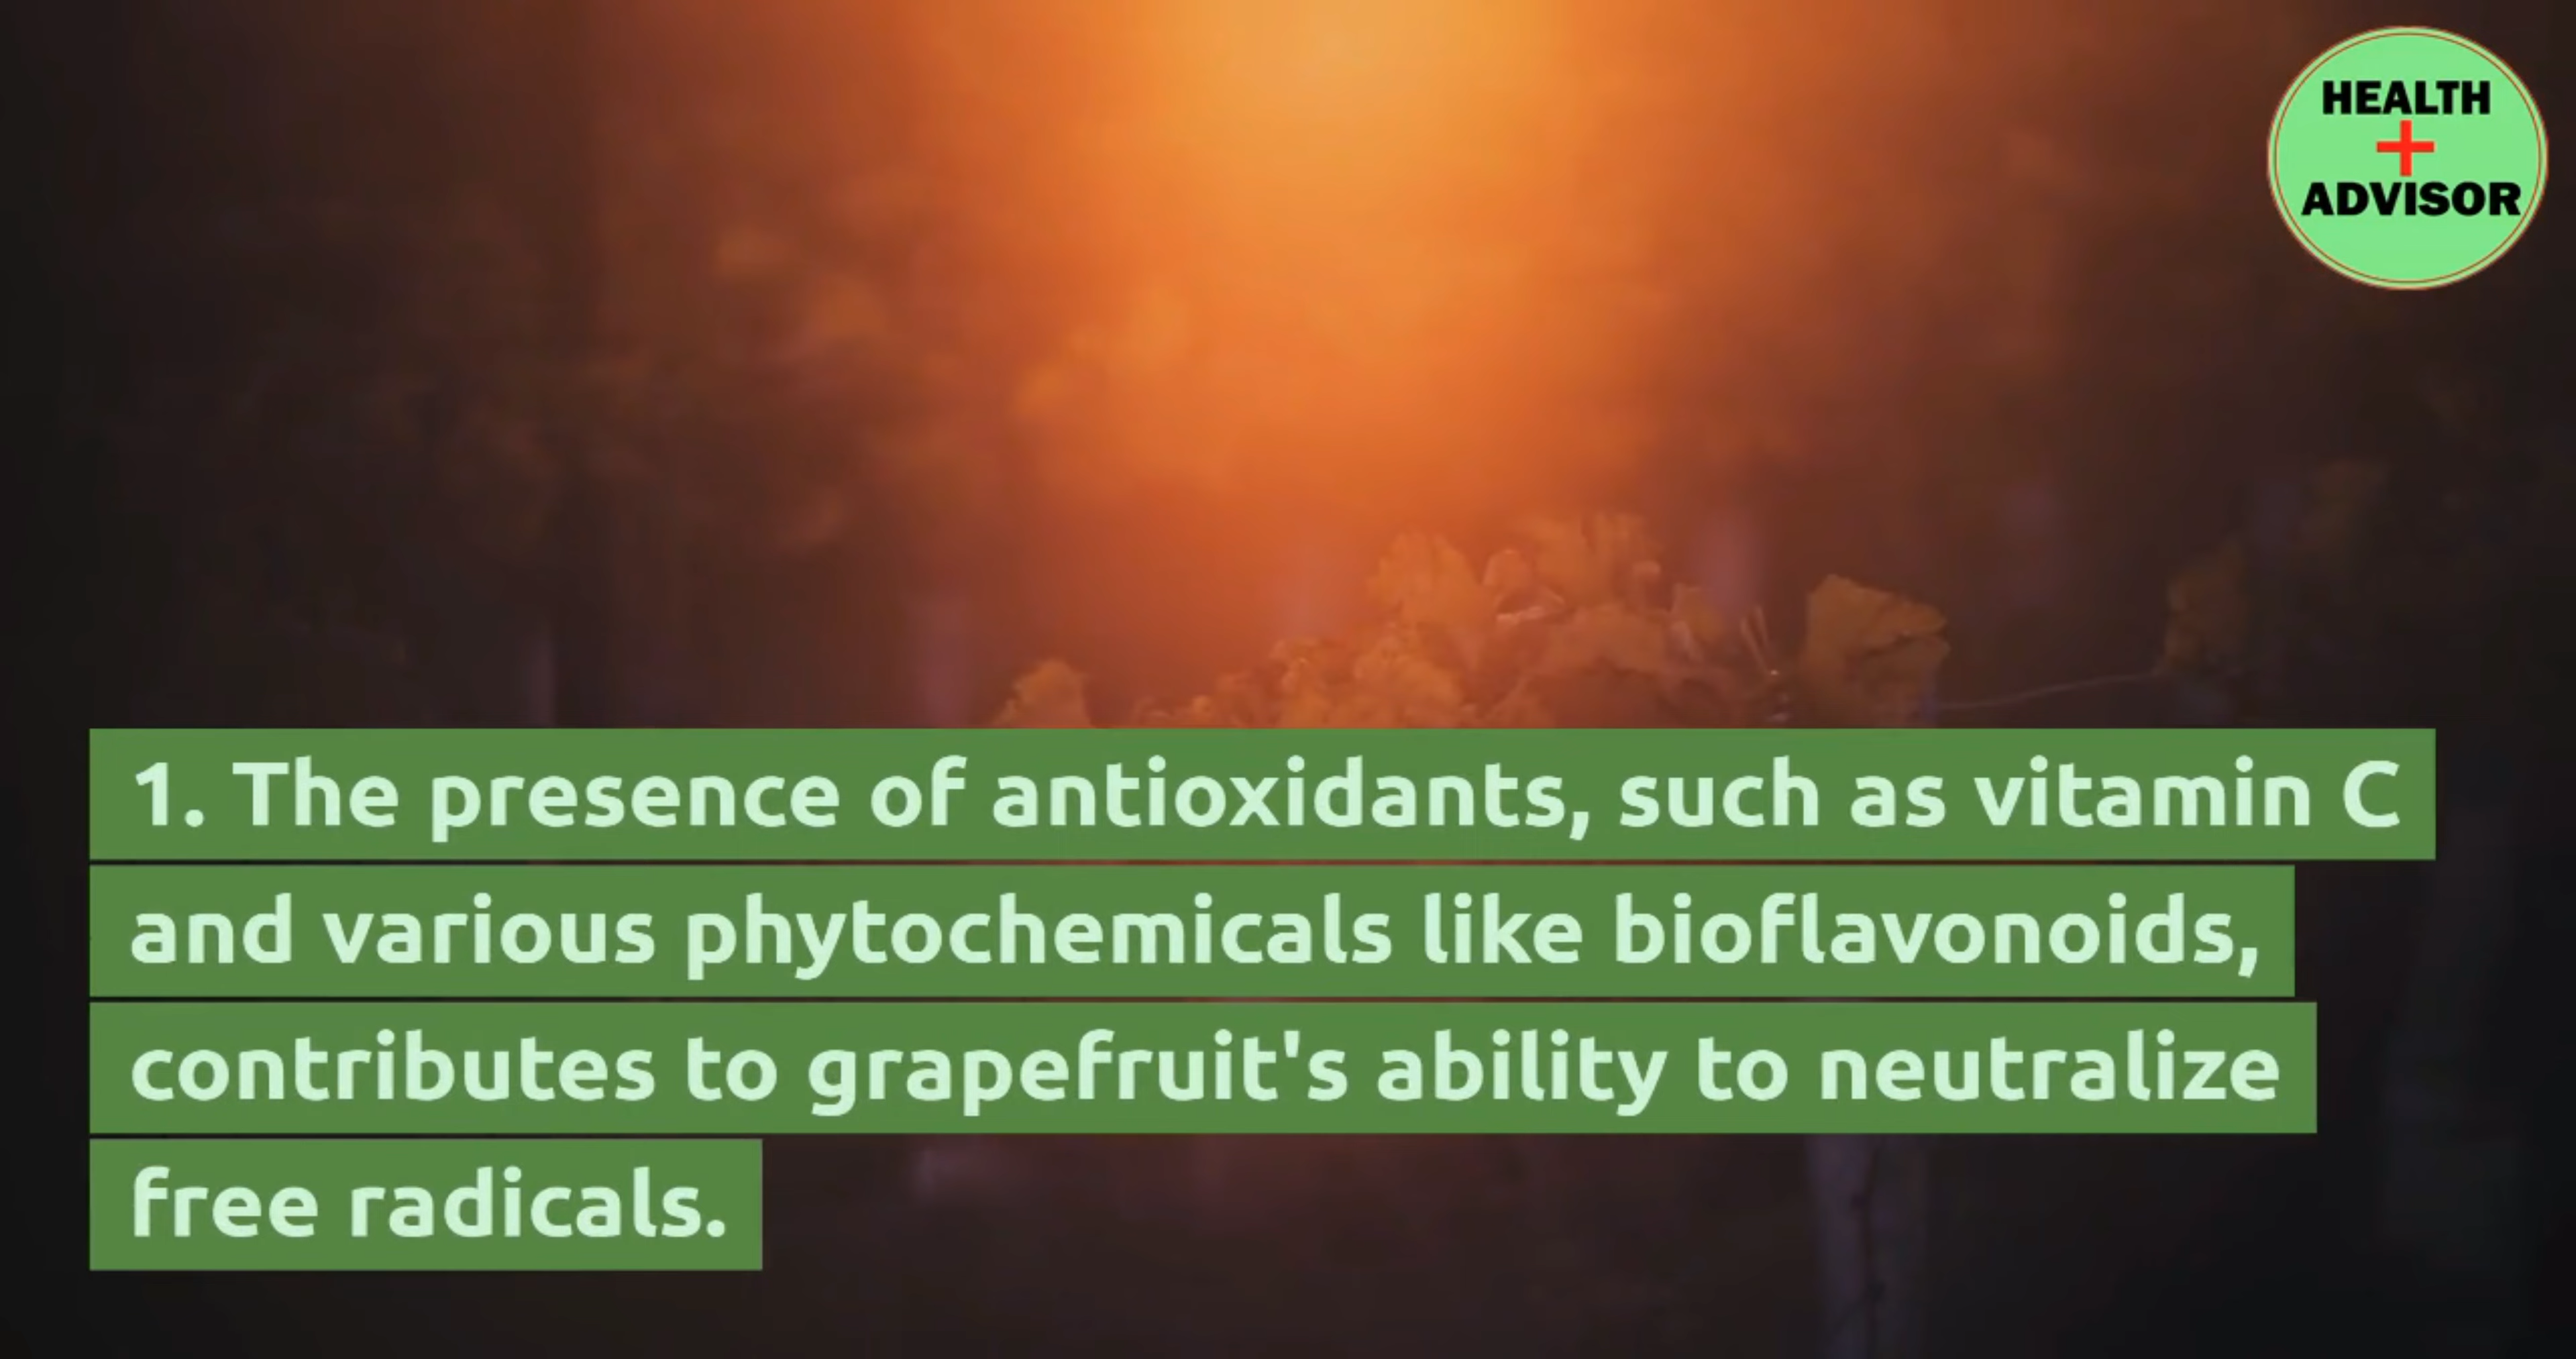 HEALTH
ADVISOR
1. The presence of antioxidants, such as vitamin C
and various phytochemicals like bioflavonoids,
contributes to grapefruit's ability to neutralize
free radicals.